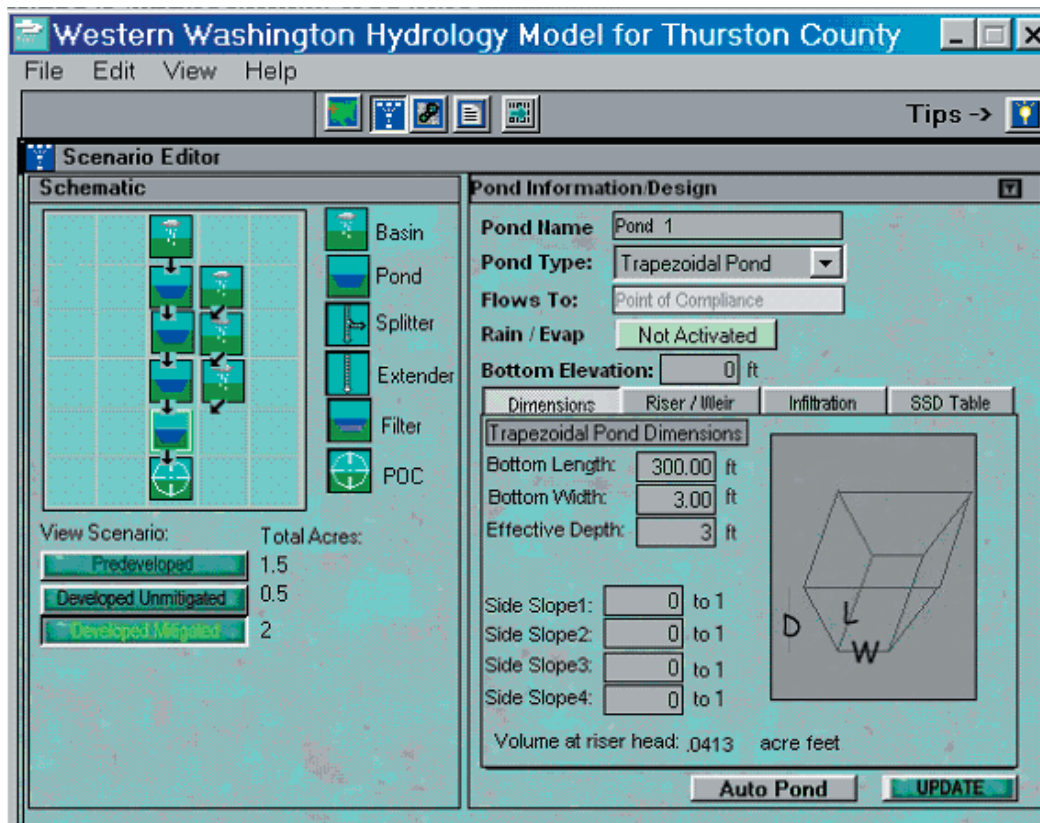 Western Washington Hydrology Model for Thurston County
File Edit View Help
Tips ->
Scenario Editor
Schematic
Basin
Pond
Splitter
Extender
Filter
POC
View Scenario: Total Acres:
Predeveloped 1.5
Developed Unmitigated 0.5
Developed Mitigated 2
Pond Information/Design
Pond Name Pond 1
Pond Type: Trapezoidal Pond
Flows To: Point of Compliance
Rain / Evap Not Activated
Bottom Elevation: 0 ft
Dimensions Riser / Weir Infiltration SSD Table
Trapezoidal Pond Dimensions
Bottom Length: 300.00 ft
Bottom Width: 3.00 ft
Effective Depth: 3 ft
Side Slope1: 0 to 1
Side Slope2: 0 to 1
Side Slope3: 0 to 1
Side Slope4: 0 to 1
D L
W
Volume at riser head: .0413 acre feet
Auto Pond UPDATE